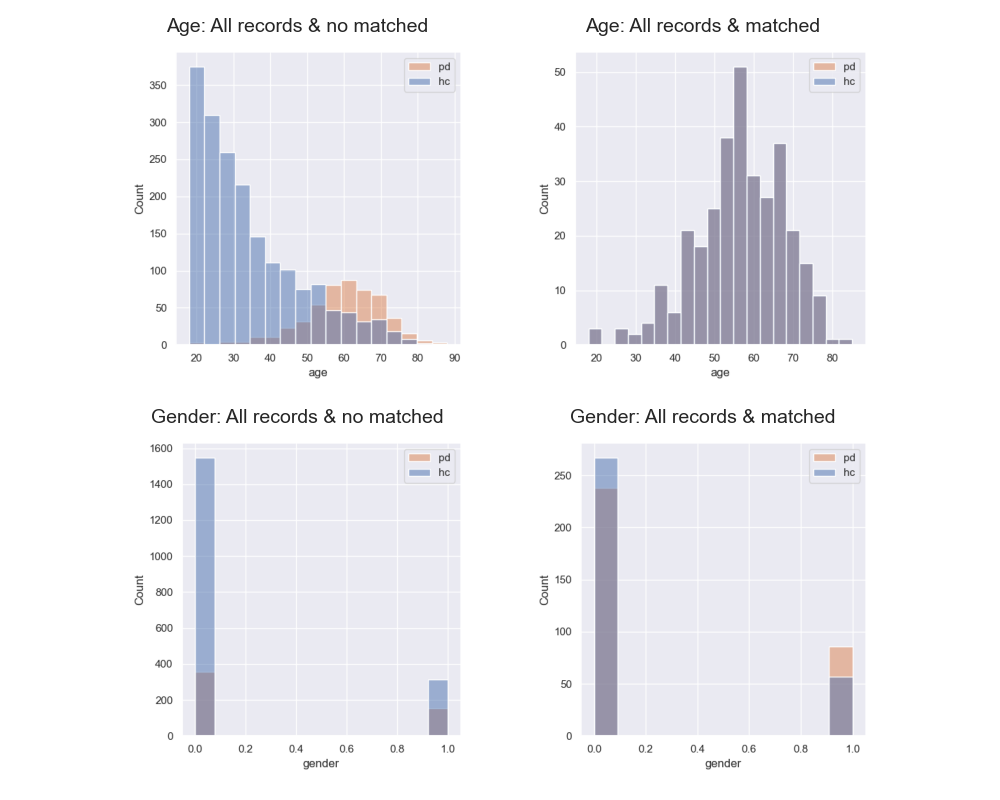 Age: All records & no matched
Age: All records & matched
pd
hc
350
300
250
200
150
100
50
0
Count
20 30 40 50 60 70 80 90
age
pd
hc
50
40
30
20
10
0
Count
20 30 40 50 60 70 80
age
Gender: All records & no matched
Gender: All records & matched
pd
hc
1600
1400
1200
1000
800
600
400
200
0
Count
0.0 0.2 0.4 0.6 0.8 1.0
gender
pd
hc
250
200
150
100
50
0
Count
0.0 0.2 0.4 0.6 0.8 1.0
gender